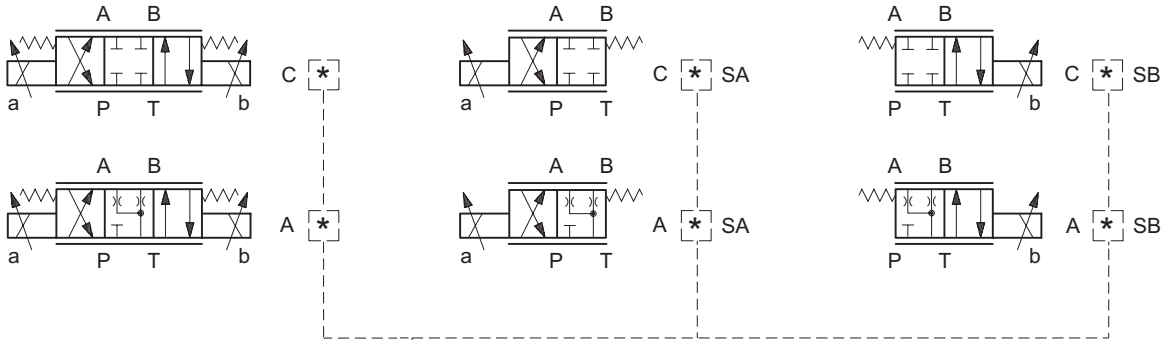 A B A B A B
C * C * SA C * SB
a P T b a P T P T b
A B A B A B
A * A * SA A * SB
a P T b a P T P T b